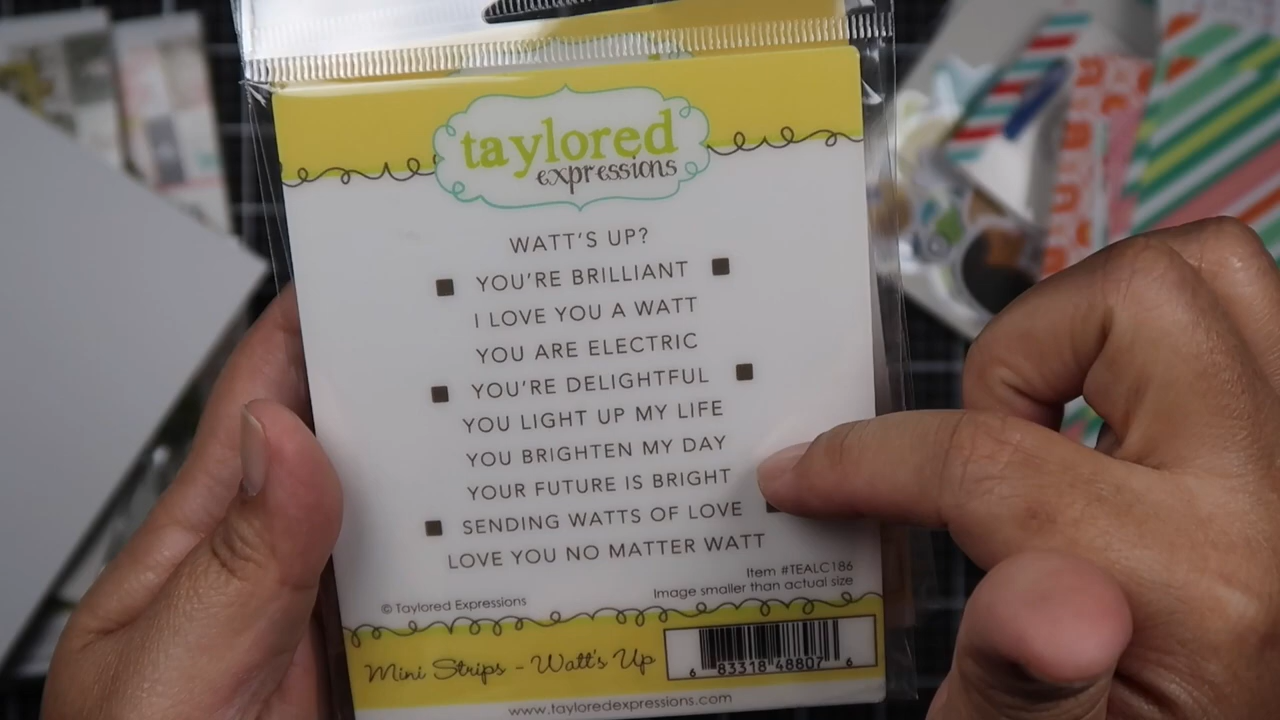 taylored
expressions
WATT'S UP?
YOU'RE BRILLIANT
I LOVE YOU A WATT
YOU ARE ELECTRIC
YOU'RE DELIGHTFUL
YOU LIGHT UP MY LIFE
YOU BRIGHTEN MY DAY
YOUR FUTURE IS BRIGHT
SENDING WATTS OF LOVE
LOVE YOU NO MATTER WATT
Item #TEALC186
Image smaller than actual size
© Taylored Expressions
Mini Strips - Watt's Up
6 83318 48807 6
www.tayloredexpressions.com